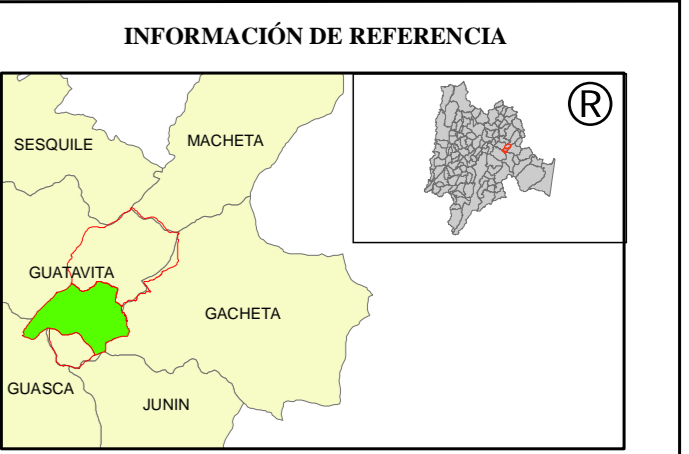 INFORMACIÓN DE REFERENCIA
®
SESQUILE
MACHETA
GUATAVITA
GACHETA
GUASCA
JUNIN